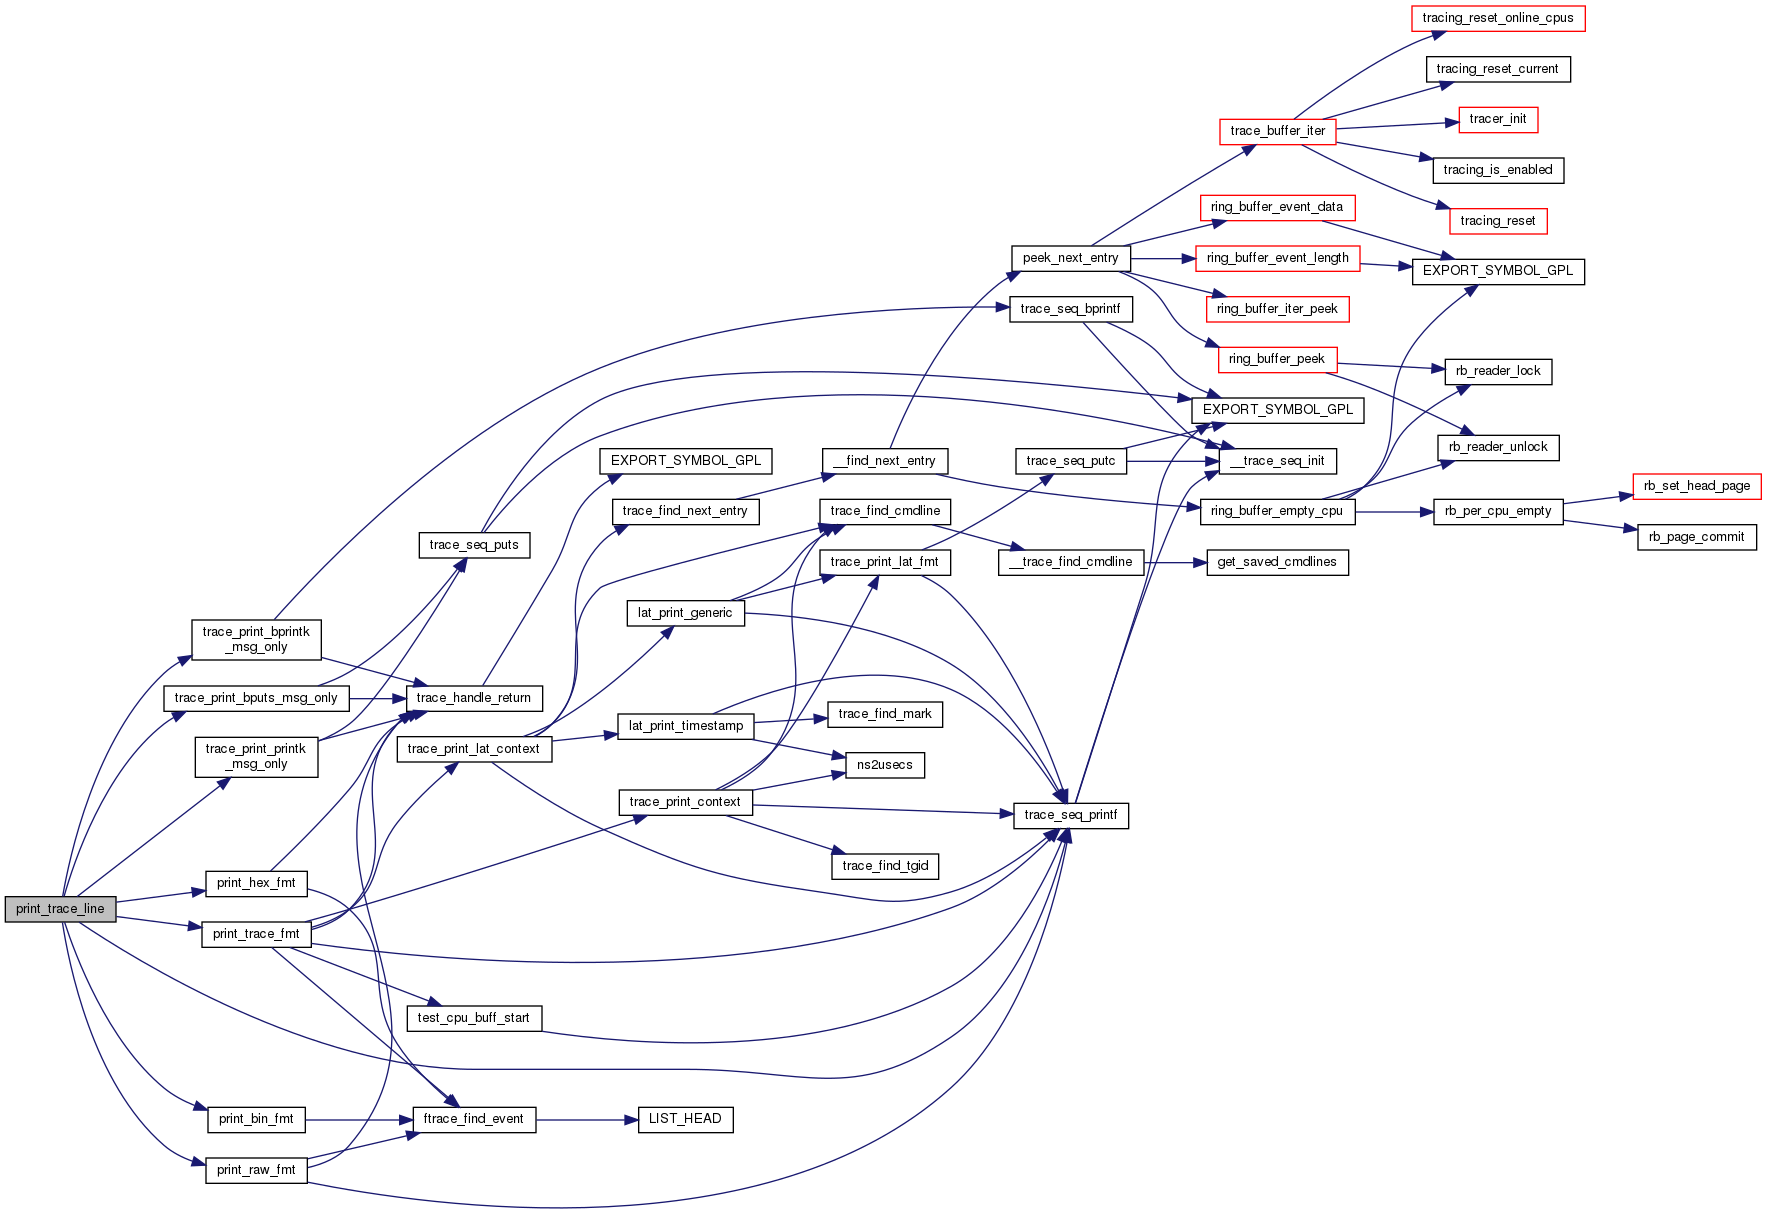 print_trace_line
trace_print_bprintk
_msg_only
trace_print_bputs_msg_only
trace_print_printk
_msg_only
print_hex_fmt
print_trace_fmt
print_bin_fmt
print_raw_fmt
trace_seq_puts
trace_handle_return
trace_print_lat_context
test_cpu_buff_start
ftrace_find_event
EXPORT_SYMBOL_GPL
trace_find_next_entry
lat_print_generic
lat_print_timestamp
trace_print_context
LIST_HEAD
__find_next_entry
trace_find_cmdline
trace_print_lat_fmt
trace_find_mark
ns2usecs
trace_find_tgid
peek_next_entry
trace_seq_bprintf
trace_seq_putc
__trace_find_cmdline
trace_seq_printf
trace_buffer_iter
ring_buffer_event_data
ring_buffer_event_length
ring_buffer_iter_peek
ring_buffer_peek
EXPORT_SYMBOL_GPL
__trace_seq_init
ring_buffer_empty_cpu
get_saved_cmdlines
tracing_reset_online_cpus
tracing_reset_current
tracer_init
tracing_is_enabled
tracing_reset
EXPORT_SYMBOL_GPL
rb_reader_lock
rb_reader_unlock
rb_per_cpu_empty
rb_set_head_page
rb_page_commit